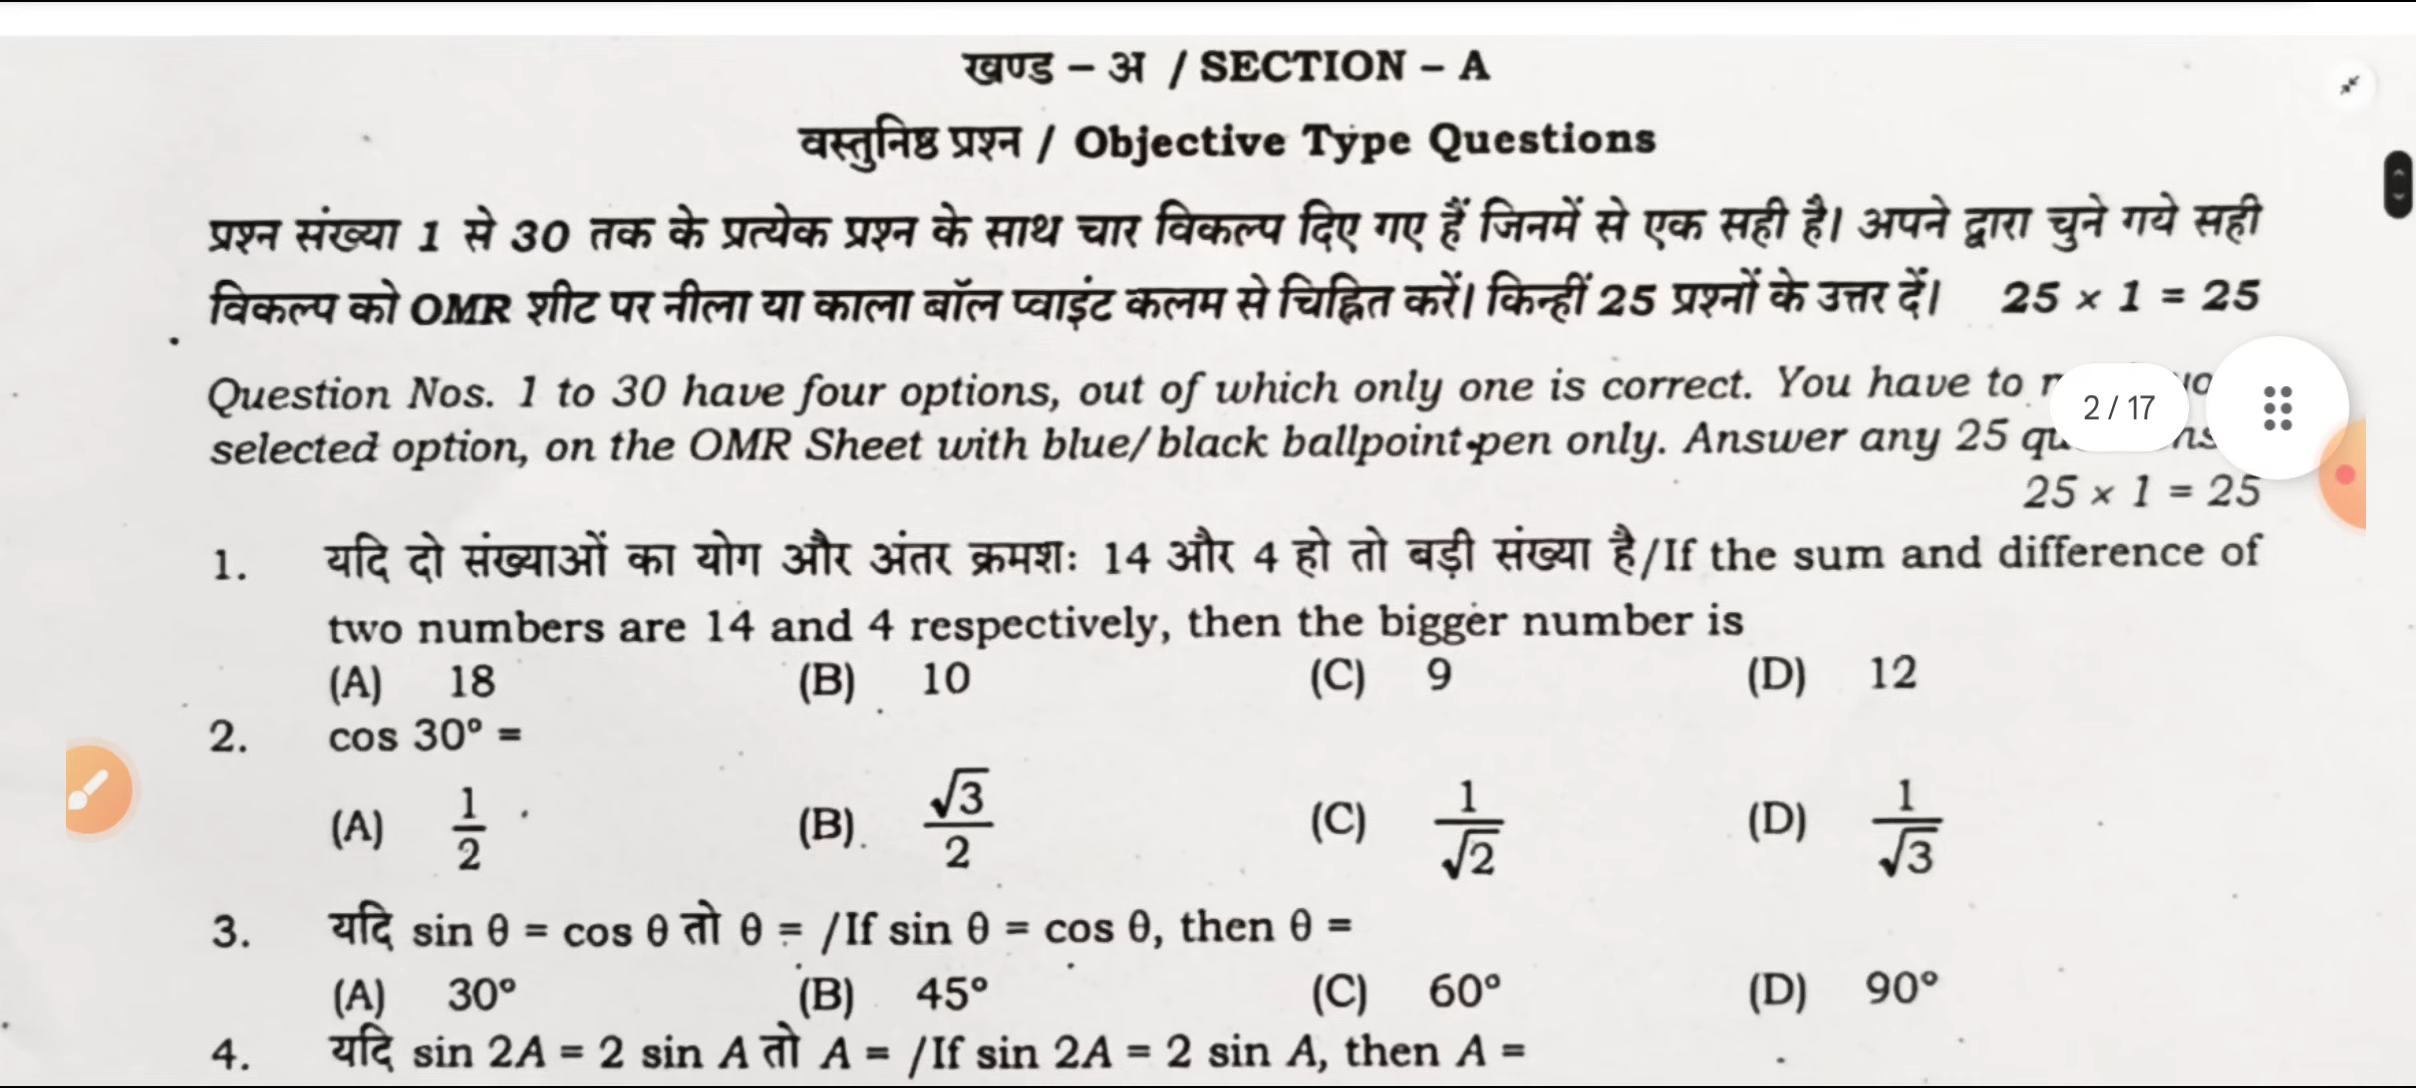 खण्ड – अ / SECTION – A
वस्तुनिष्ठ प्रश्न / Objective Type Questions
प्रश्न संख्या 1 से 30 तक के प्रत्येक प्रश्न के साथ चार विकल्प दिए गए हैं जिनमें से एक सही है। अपने द्वारा चुने गये सही
विकल्प को OMR शीट पर नीला या काला बॉल प्वाइंट कलम से चिह्नित करें। किन्हीं 25 प्रश्नों के उत्तर दें। 25 × 1 = 25
Question Nos. 1 to 30 have four options, out of which only one is correct. You have to
2 / 17
selected option, on the OMR Sheet with blue/black ballpoint pen only. Answer any 25
25 × 1 = 25
1. यदि दो संख्याओं का योग और अंतर क्रमशः 14 और 4 हो तो बड़ी संख्या है/If the sum and difference of
two numbers are 14 and 4 respectively, then the bigger number is
(A) 18 (B) 10 (C) 9 (D) 12
2. cos 30° =
(A) 1/2 (B) √3/2 (C) 1/√2 (D) 1/√3
3. यदि sin θ = cos θ तो θ = /If sin θ = cos θ, then θ =
(A) 30° (B) 45° (C) 60° (D) 90°
4. यदि sin 2A = 2 sin A तो A = /If sin 2A = 2 sin A, then A =